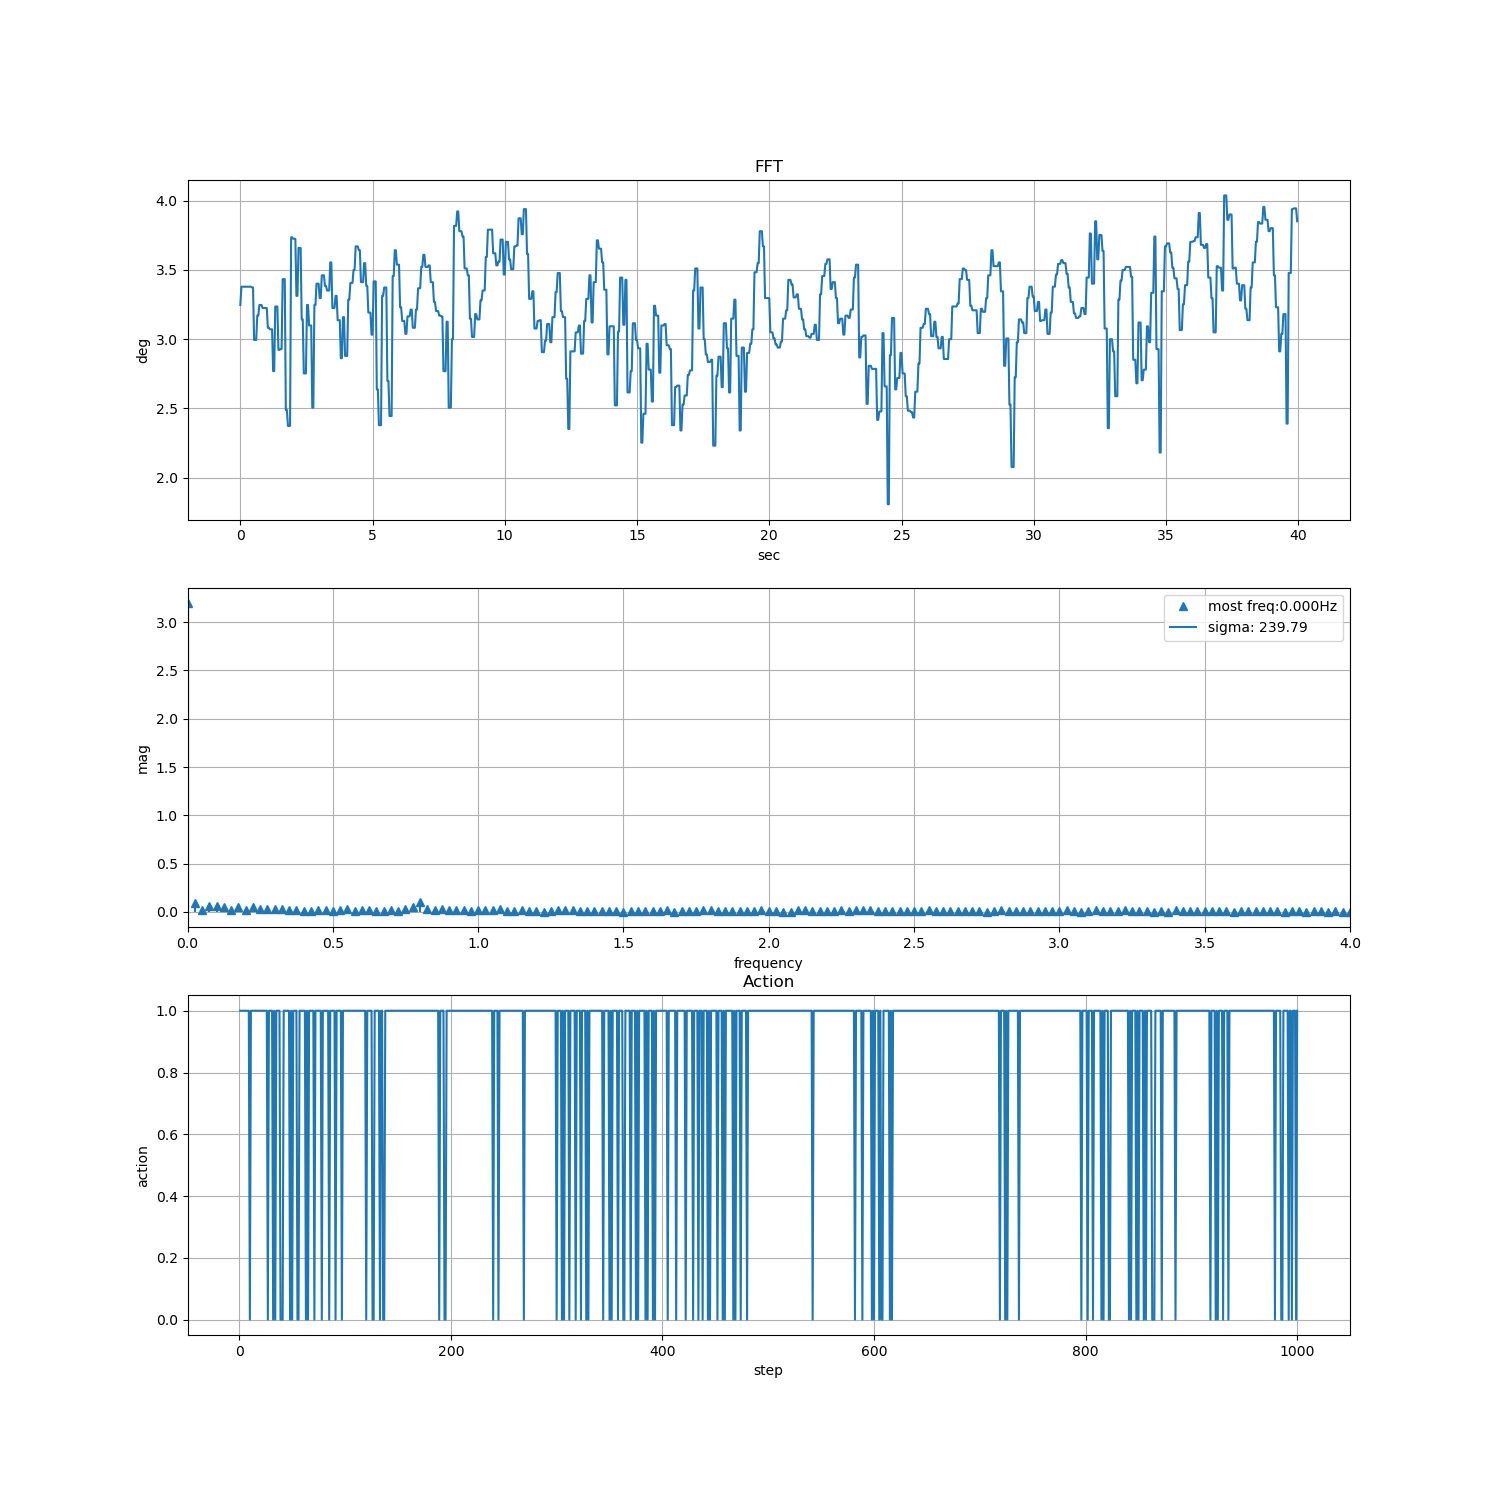 FFT
4.0
3.5
3.0
2.5
2.0
deg
0 5 10 15 20 25 30 35 40
sec
most freq:0.000Hz
sigma: 239.79
3.0
2.5
2.0
1.5
1.0
0.5
0.0
mag
0.0 0.5 1.0 1.5 2.0 2.5 3.0 3.5 4.0
frequency
Action
1.0
0.8
0.6
0.4
0.2
0.0
action
0 200 400 600 800 1000
step